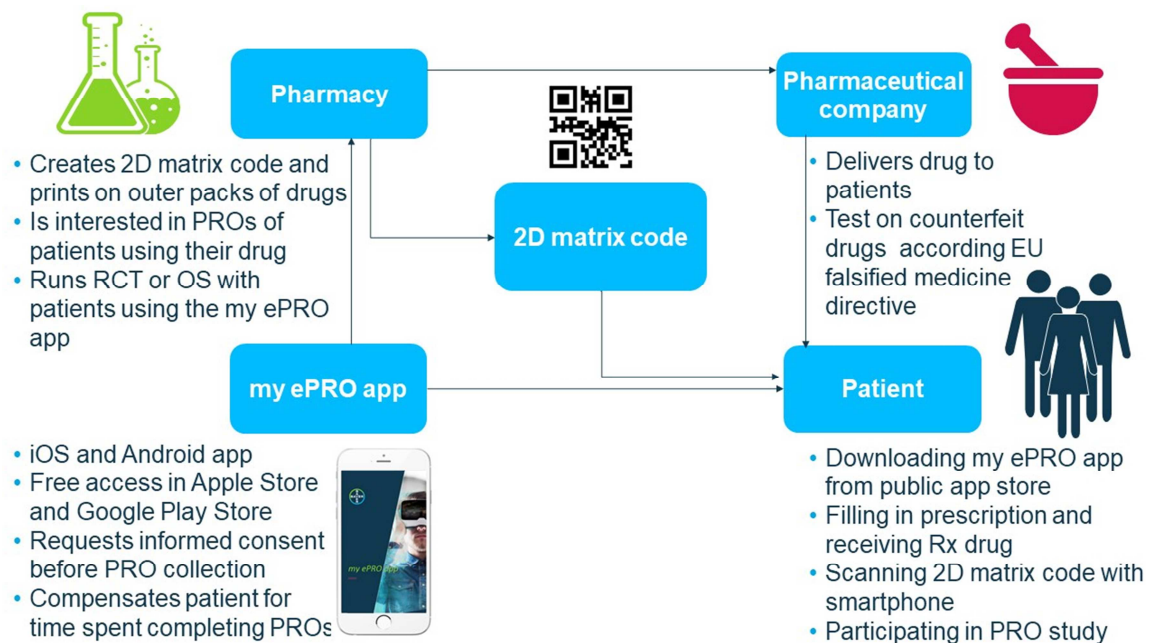 Pharmacy
Pharmaceutical
company
• Creates 2D matrix code and
prints on outer packs of drugs
• Is interested in PROs of
patients using their drug
• Runs RCT or OS with
patients using the my ePRO
app
2D matrix code
• Delivers drug to
patients
• Test on counterfeit
drugs according EU
falsified medicine
directive
my ePRO app
Patient
• iOS and Android app
• Free access in Apple Store
and Google Play Store
• Requests informed consent
before PRO collection
• Compensates patient for
time spent completing PROs
my ePRO app
• Downloading my ePRO app
from public app store
• Filling in prescription and
receiving Rx drug
• Scanning 2D matrix code with
smartphone
• Participating in PRO study